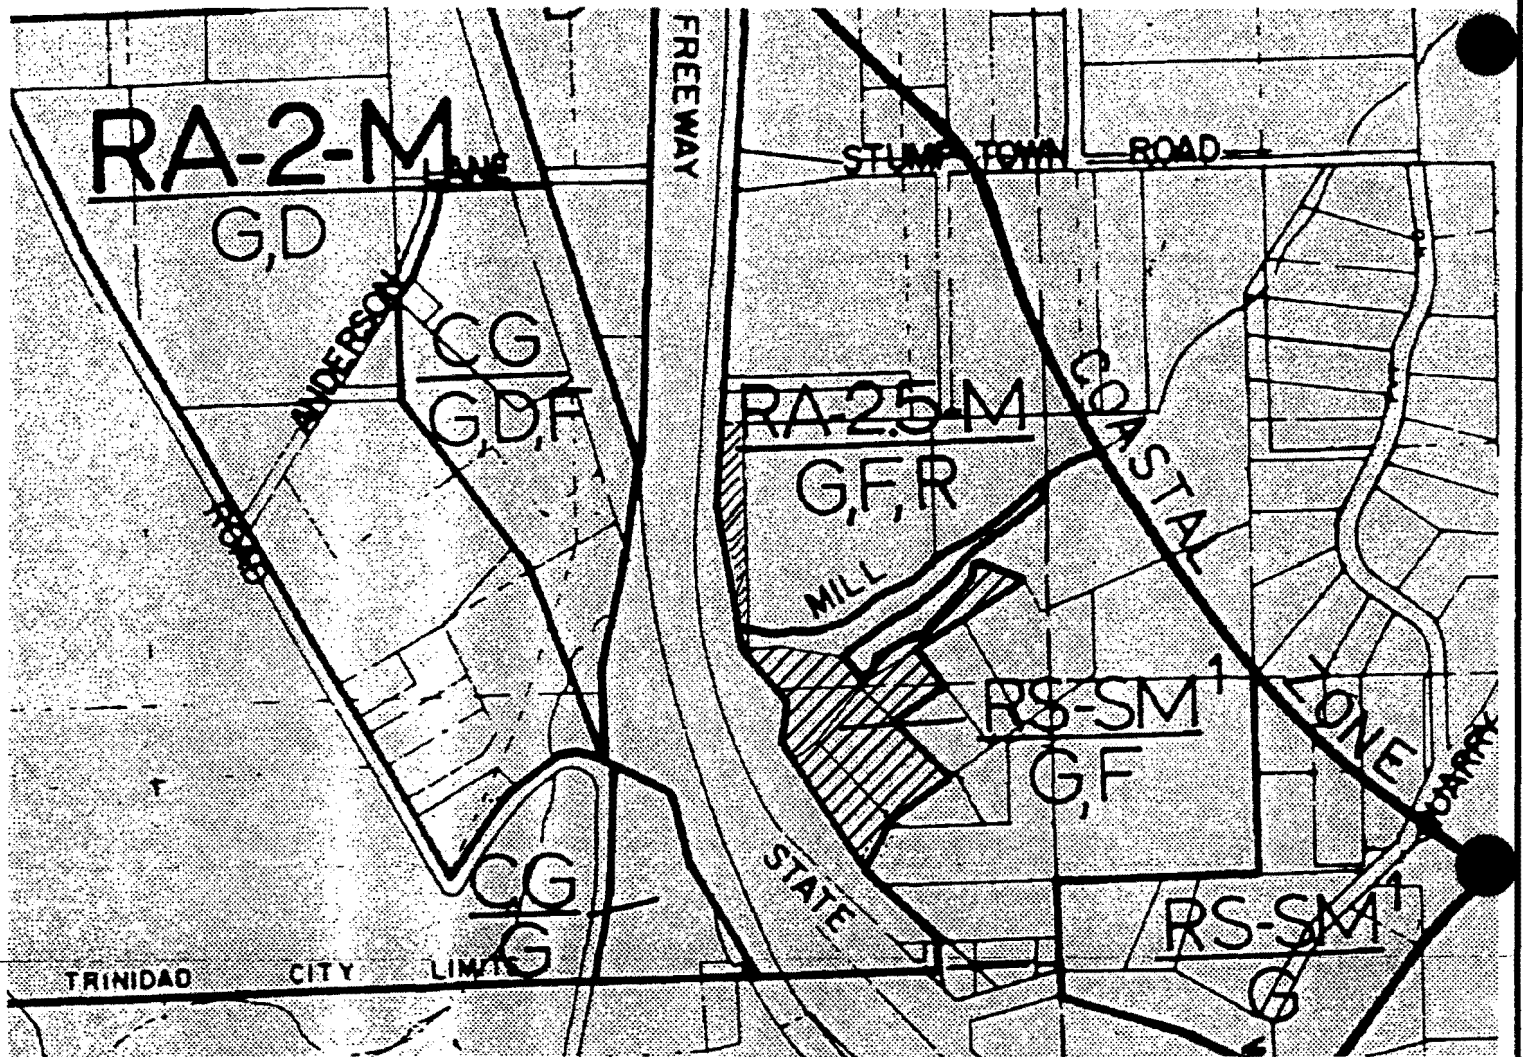 FREEWAY
RA-2-M
G,D
LANE
STUMP TOWN ROAD
ANDERSON
CG
G,D,F
RA-2.5-M
G,F,R
COASTAL
ROAD
MILL
RS-SM¹
G,F
ZONE
STATE
CG
G
RS-SM¹
G
TRINIDAD CITY LIMITS